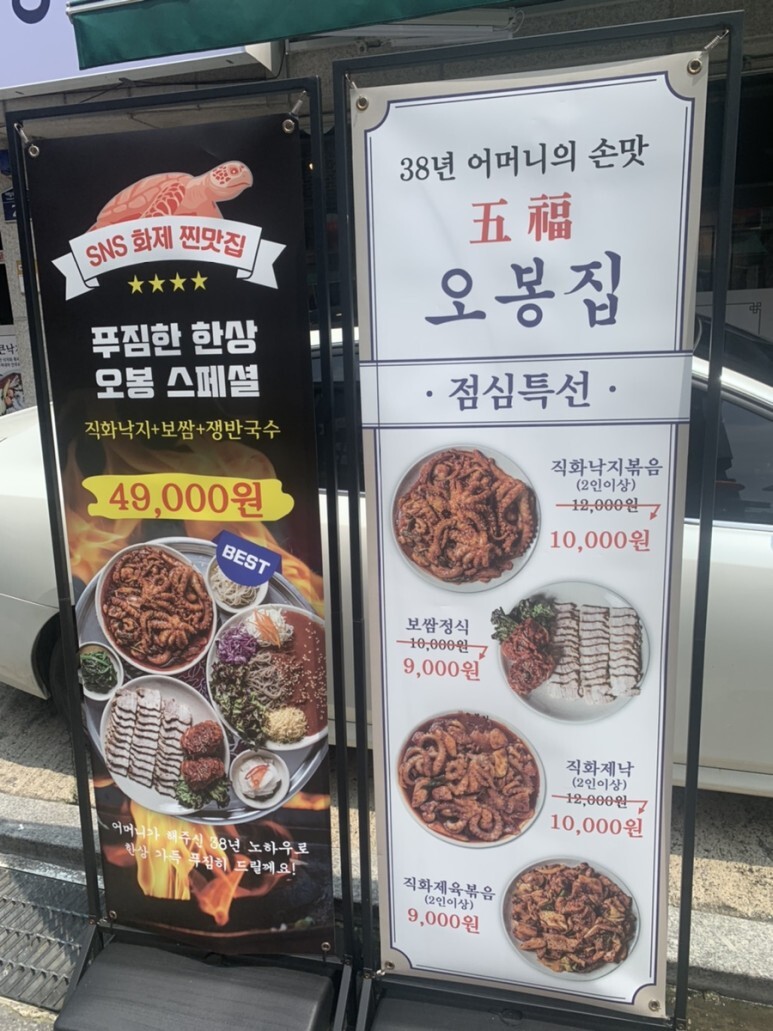 SNS 화제 찐맛집
푸짐한 한상
오봉 스페셜
직화낙지+보쌈+쟁반국수
49,000원
BEST
어머니가 해주신 38년 노하우로
한상 가득 푸짐히 드릴께요!
38년 어머니의 손맛
五福
오봉집
· 점심특선 ·
직화낙지볶음
(2인이상)
12,000원
10,000원
보쌈정식
10,000원
9,000원
직화제낙
(2인이상)
12,000원
10,000원
직화제육볶음
(2인이상)
9,000원